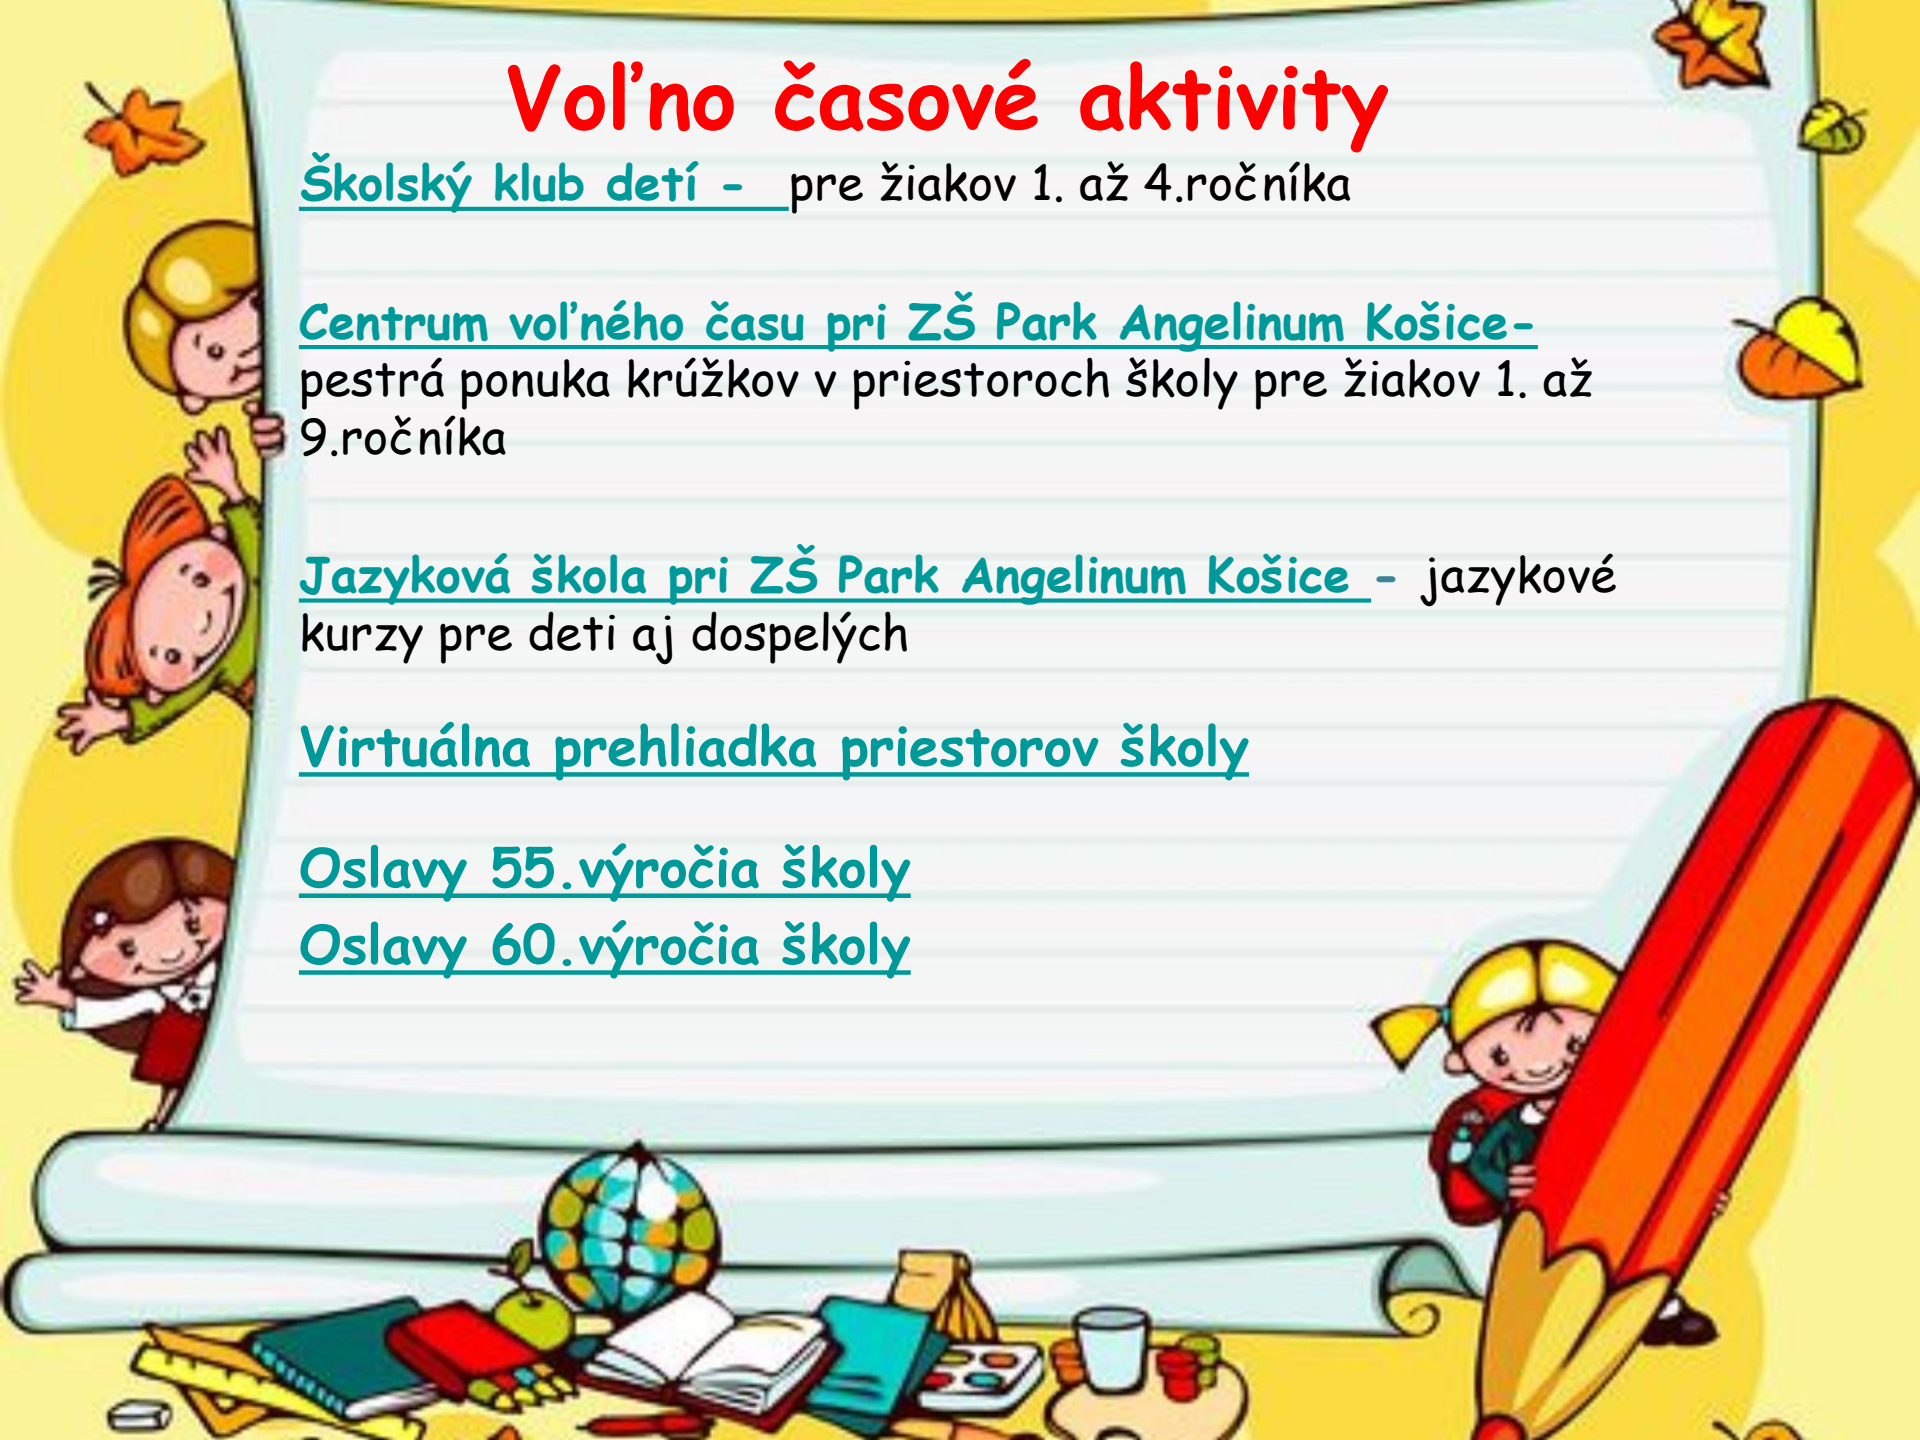 Voľno časové aktivity
Školský klub detí - pre žiakov 1. až 4.ročníka
Centrum voľného času pri ZŠ Park Angelinum Košice-
pestrá ponuka krúžkov v priestoroch školy pre žiakov 1. až
9.ročníka
Jazyková škola pri ZŠ Park Angelinum Košice - jazykové
kurzy pre deti aj dospelých
Virtuálna prehliadka priestorov školy
Oslavy 55.výročia školy
Oslavy 60.výročia školy